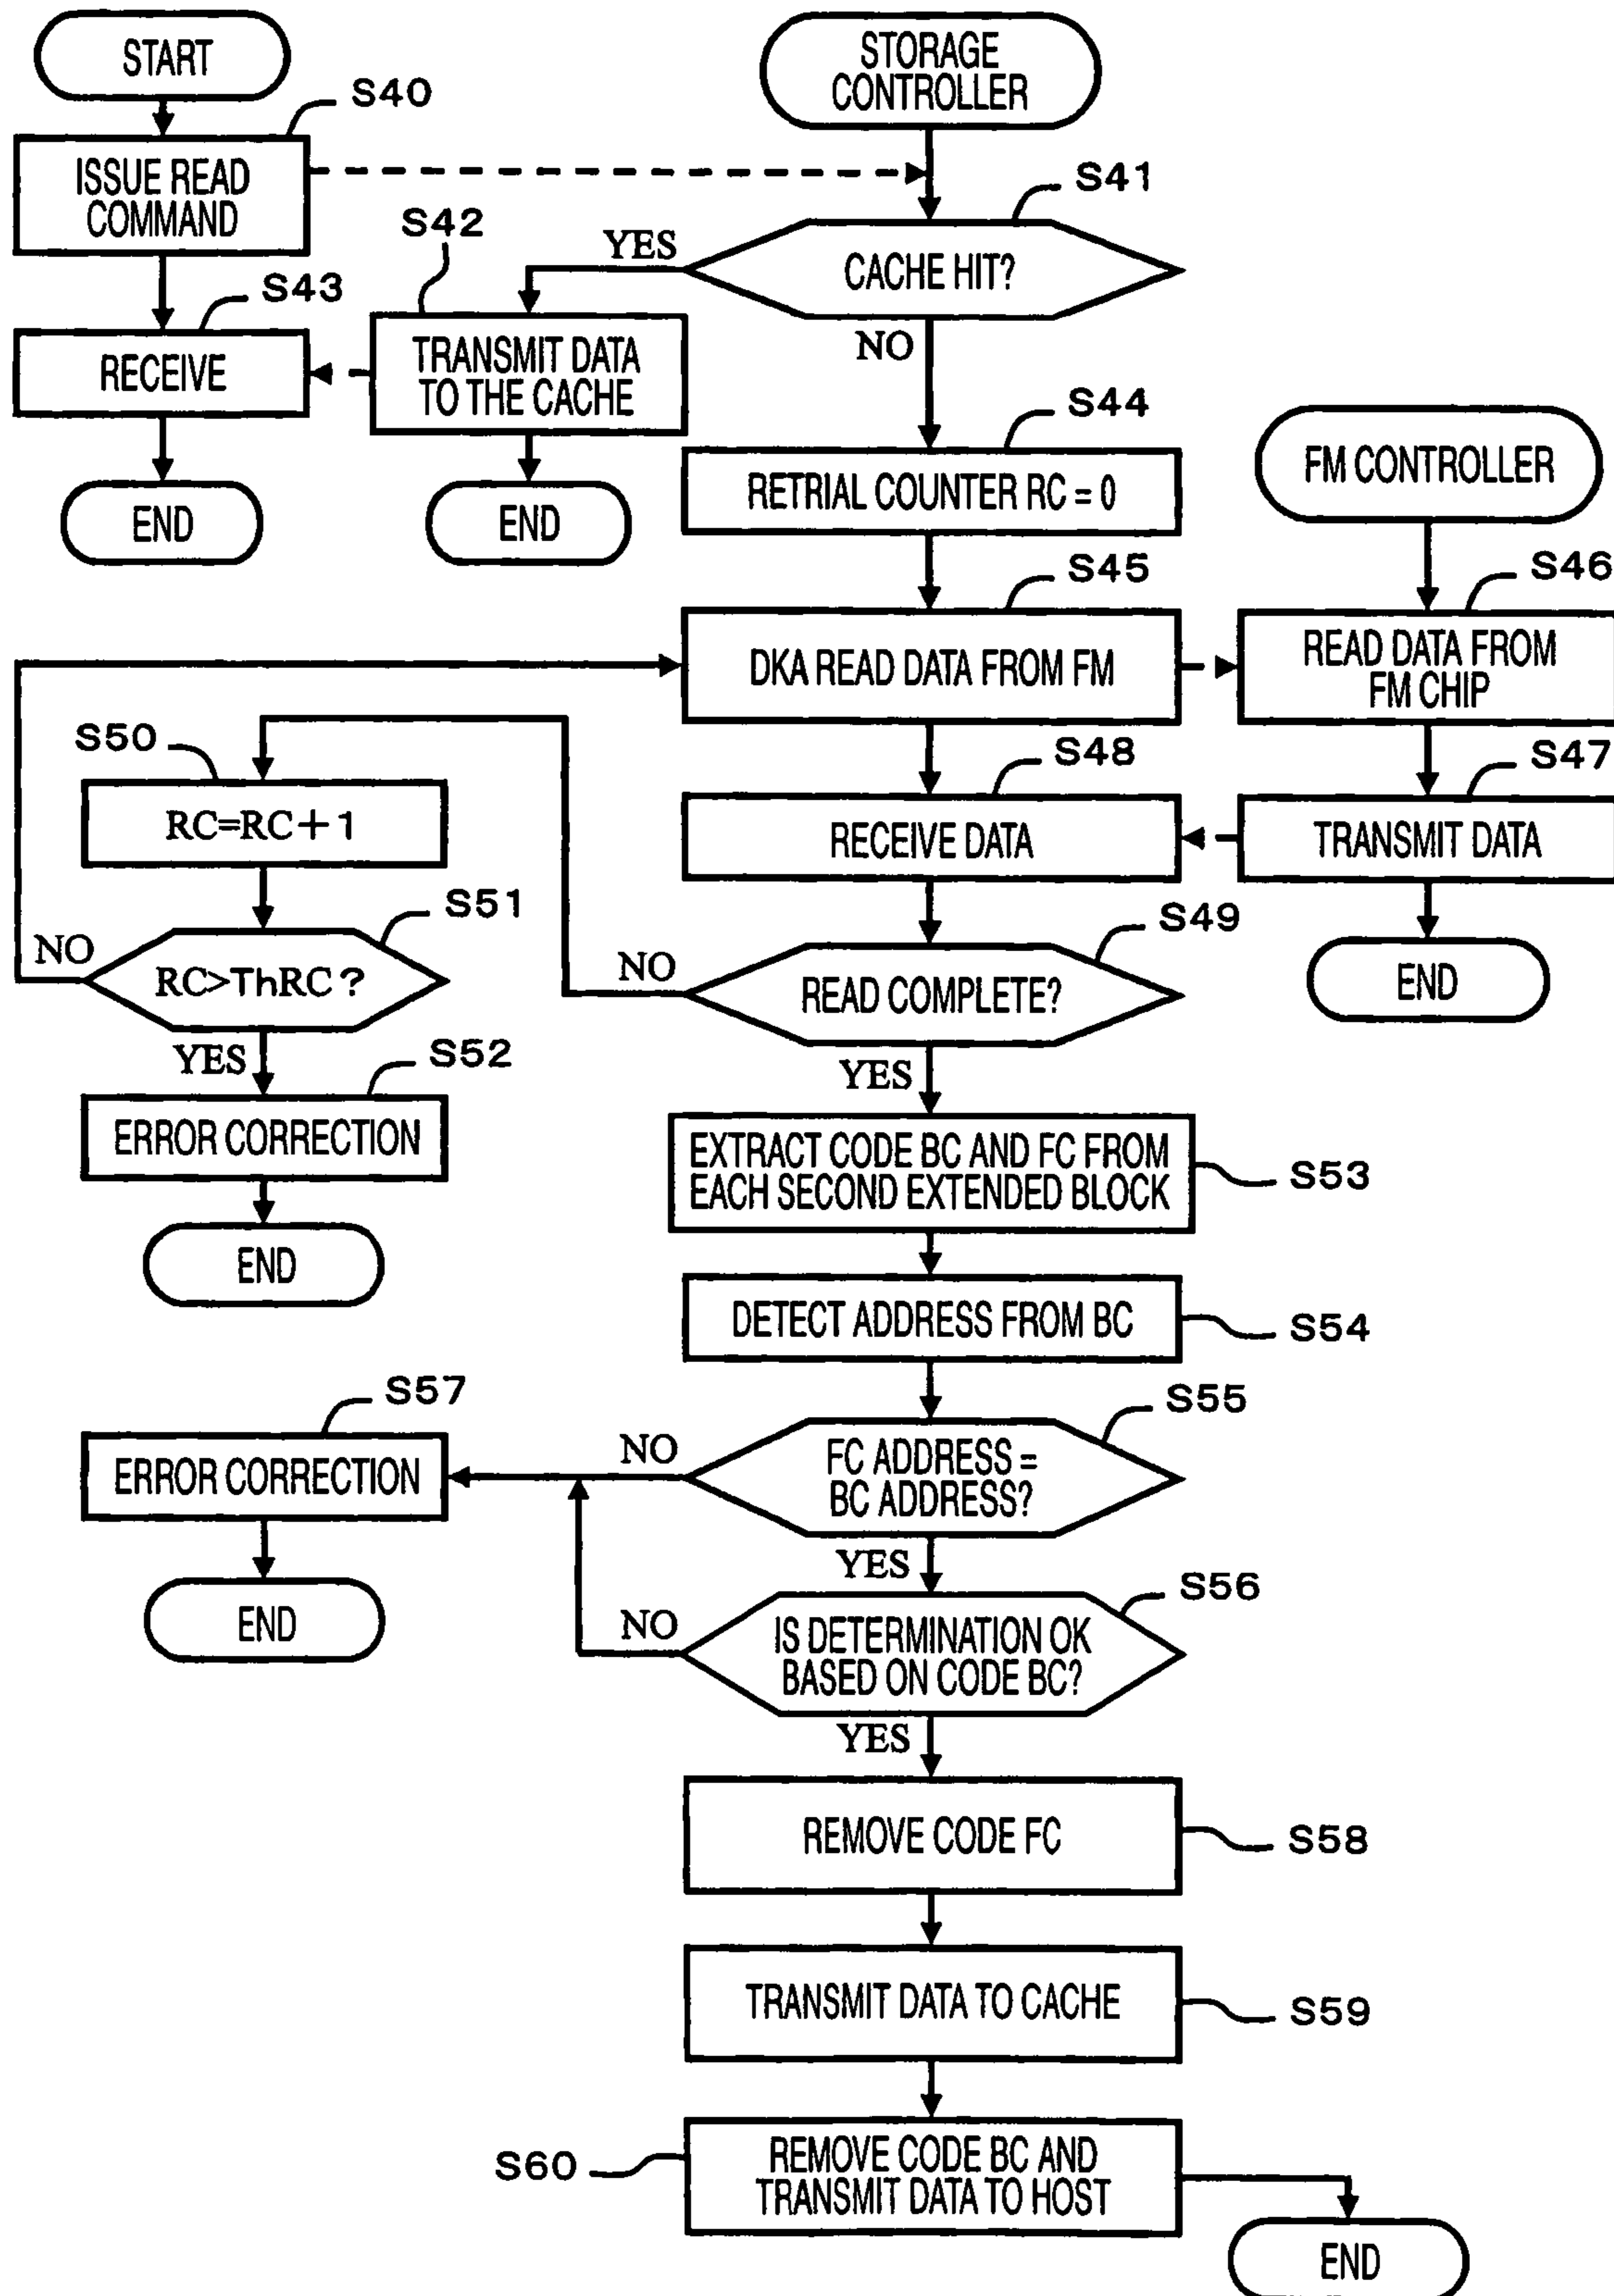 START
S40
ISSUE READ
COMMAND
S43
RECEIVE
END
STORAGE
CONTROLLER
S41
CACHE HIT?
YES
NO
S42
TRANSMIT DATA
TO THE CACHE
END
S44
RETRIAL COUNTER RC = 0
FM CONTROLLER
S45
DKA READ DATA FROM FM
S46
READ DATA FROM
FM CHIP
S47
TRANSMIT DATA
END
S48
RECEIVE DATA
S49
READ COMPLETE?
NO
YES
S50
RC=RC+1
S51
RC>ThRC?
NO
YES
S52
ERROR CORRECTION
END
EXTRACT CODE BC AND FC FROM
EACH SECOND EXTENDED BLOCK
S53
DETECT ADDRESS FROM BC
S54
S55
FC ADDRESS =
BC ADDRESS?
NO
YES
S57
ERROR CORRECTION
END
S56
IS DETERMINATION OK
BASED ON CODE BC?
NO
YES
REMOVE CODE FC
S58
TRANSMIT DATA TO CACHE
S59
S60
REMOVE CODE BC AND
TRANSMIT DATA TO HOST
END